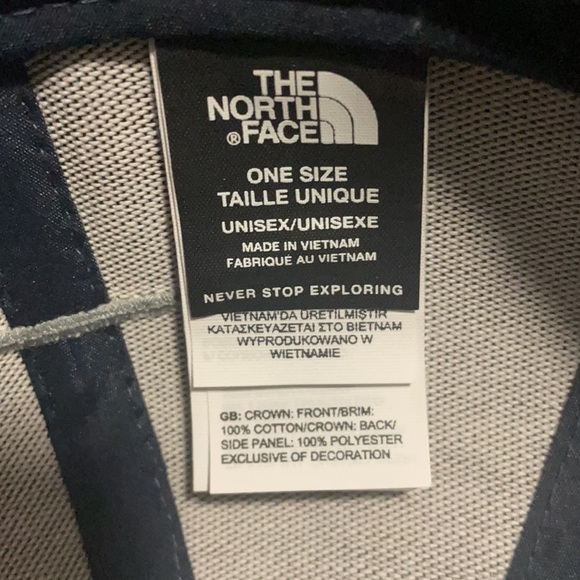 THE
NORTH
®FACE
ONE SIZE
TAILLE UNIQUE
UNISEX/UNISEXE
MADE IN VIETNAM
FABRIQUÉ AU VIETNAM
NEVER STOP EXPLORING
VIETNAM'DA ÜRETİLMİŞTİR
ΚΑΤΑΣΚΕΥΑΖΕΤΑΙ ΣΤΟ ΒΙΕΤΝΑΜ
WYPRODUKOWANO W
WIETNAMIE
GB: CROWN: FRONT/BRIM:
100% COTTON/CROWN: BACK/
SIDE PANEL: 100% POLYESTER
EXCLUSIVE OF DECORATION